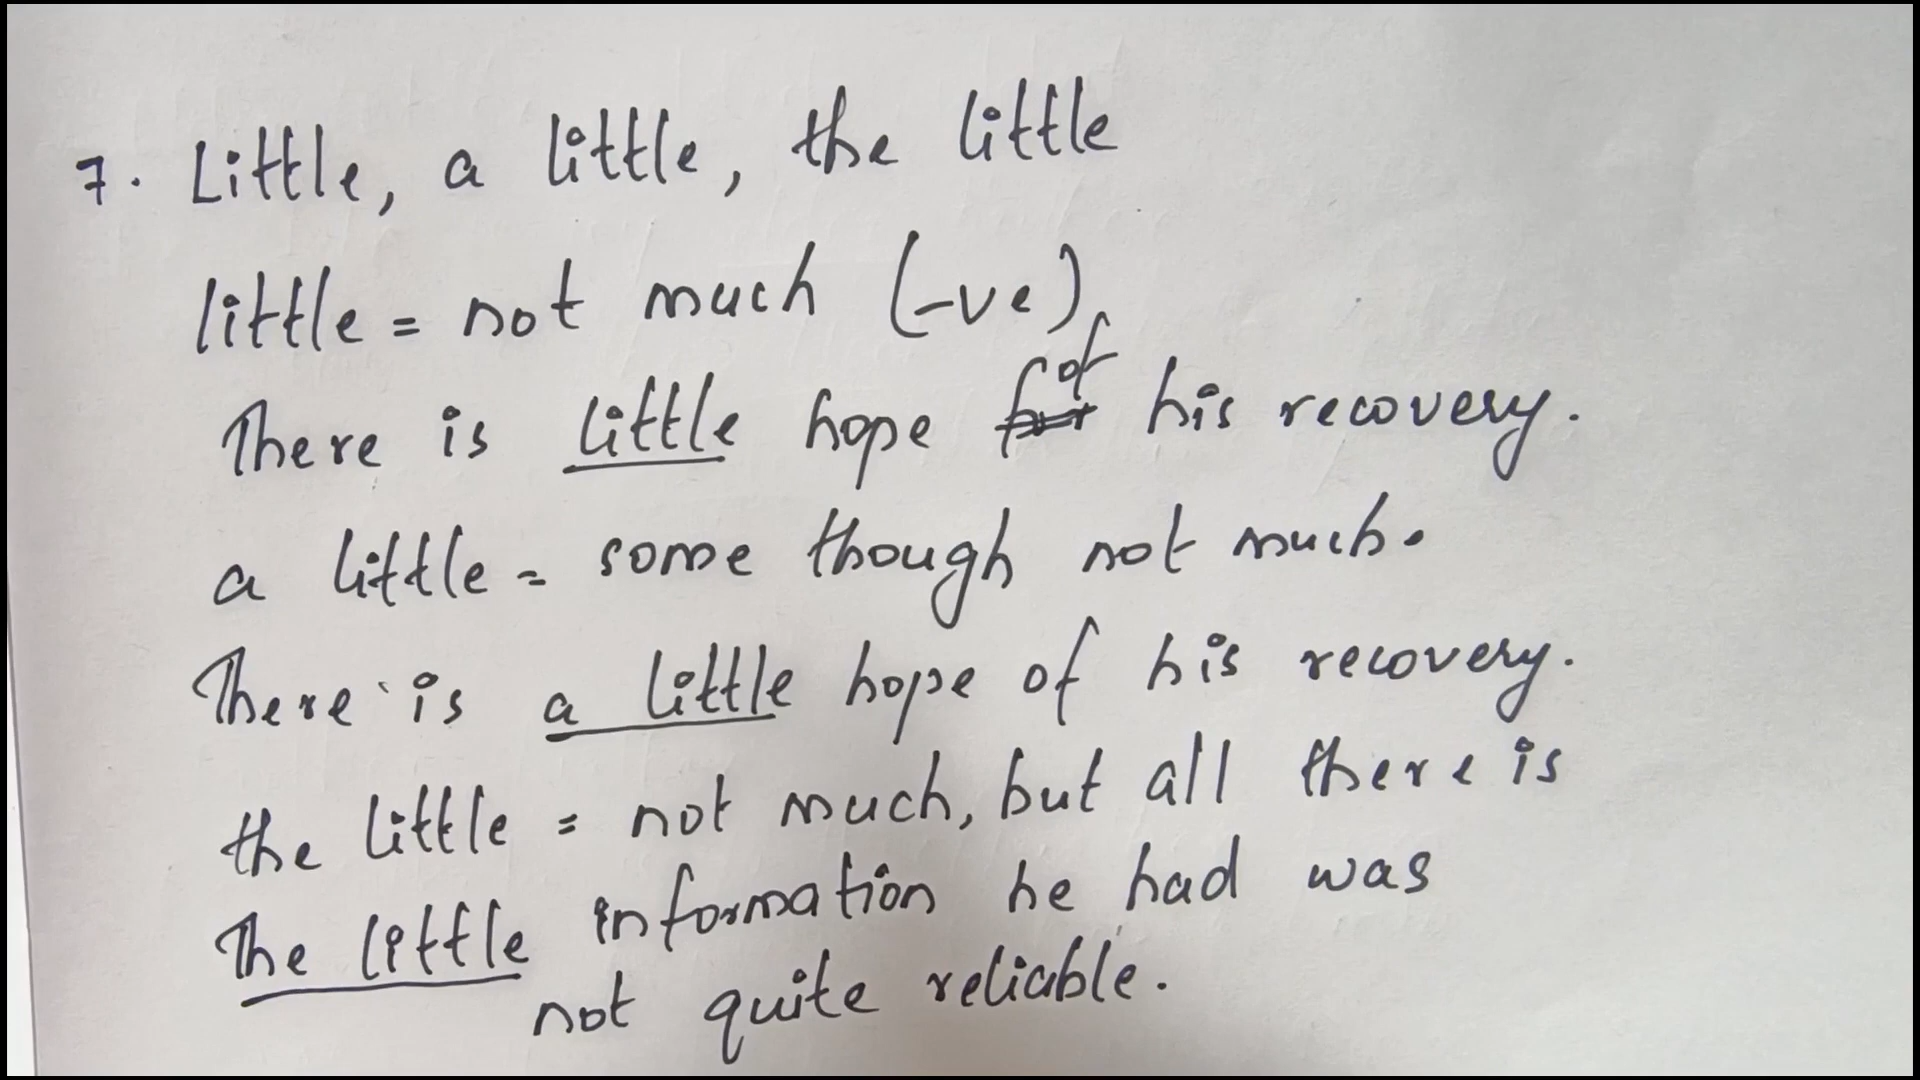 7. Little, a little, the little
little = not much (-ve)
There is little hope of his recovery.
a little = some though not much.
There is a little hope of his recovery.
the little = not much, but all there is
The little information he had was
not quite reliable.